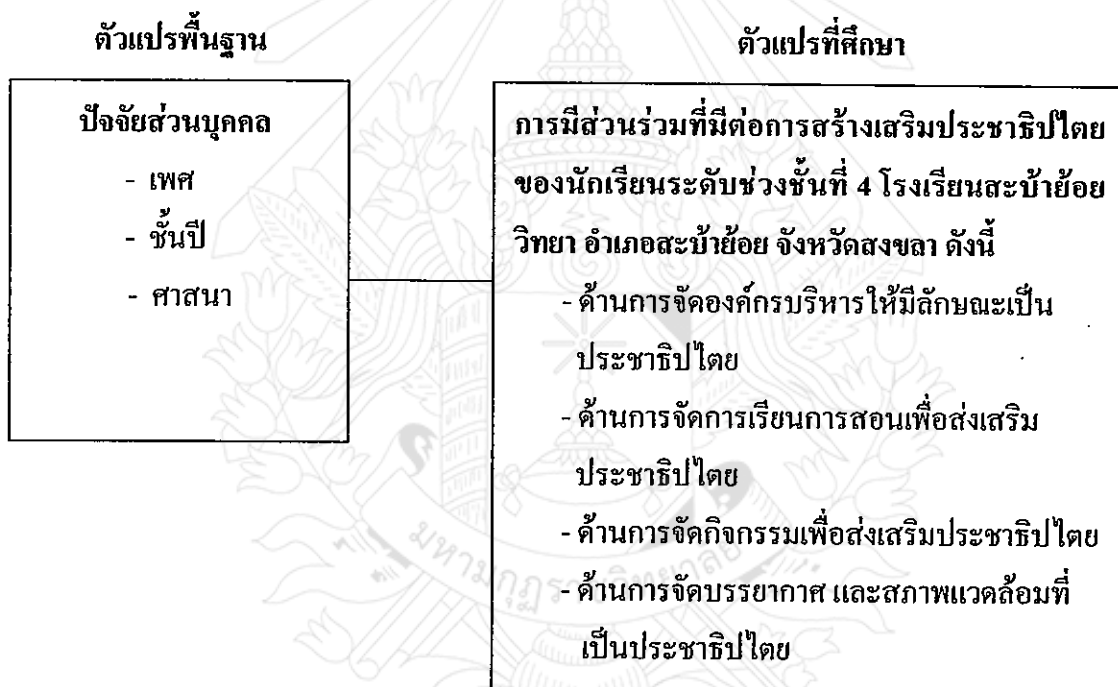 ตัวแปรพื้นฐาน
ปัจจัยส่วนบุคคล
- เพศ
- ชั้นปี
- ศาสนา
ตัวแปรที่ศึกษา
การมีส่วนร่วมที่มีต่อการสร้างเสริมประชาธิปไตย
ของนักเรียนระดับช่วงชั้นที่ 4 โรงเรียนสะบ้าย้อย
วิทยา อำเภอสะบ้าย้อย จังหวัดสงขลา ดังนี้
- ด้านการจัดองค์กรบริหารให้มีลักษณะเป็น
ประชาธิปไตย
- ด้านการจัดการเรียนการสอนเพื่อส่งเสริม
ประชาธิปไตย
- ด้านการจัดกิจกรรมเพื่อส่งเสริมประชาธิปไตย
- ด้านการจัดบรรยากาศ และสภาพแวดล้อมที่
เป็นประชาธิปไตย